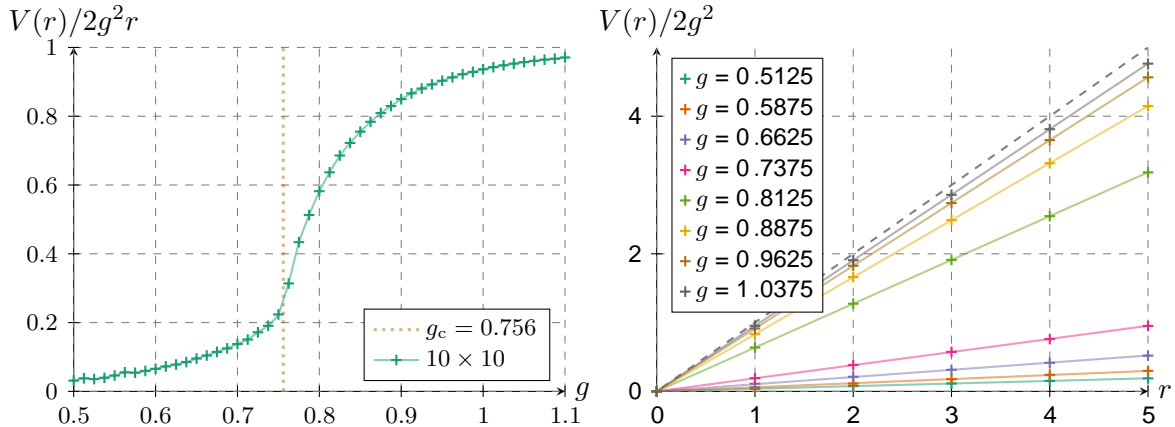 V(r)/2g²r
1
0.8
0.6
0.4
0.2
0
0.5 0.6 0.7 0.8 0.9 1 1.1
g
g_c = 0.756
10 × 10
V(r)/2g²
4
2
0
0 1 2 3 4 5
r
g = 0.5125
g = 0.5875
g = 0.6625
g = 0.7375
g = 0.8125
g = 0.8875
g = 0.9625
g = 1.0375